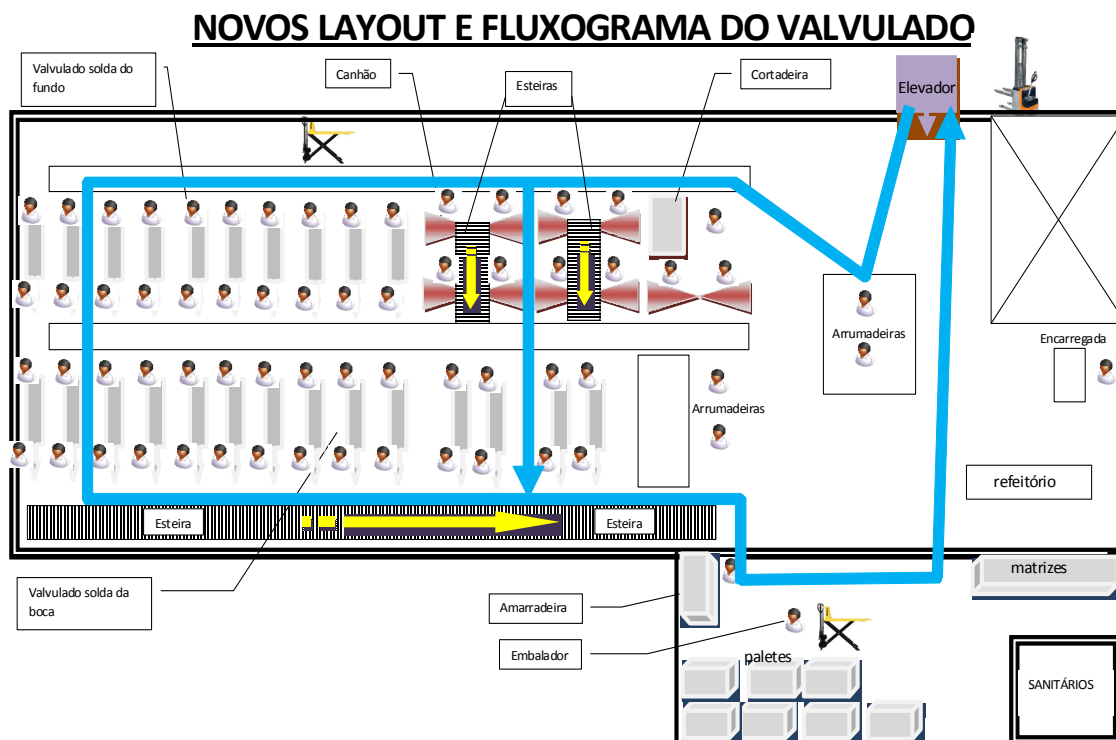 NOVOS LAYOUT E FLUXOGRAMA DO VALVULADO
Valvulado solda do
fundo
Canhão
Esteiras
Cortadeira
Elevador
Arrumadeiras
Encarregada
Arrumadeiras
refeitório
Esteira
Esteira
Valvulado solda da
boca
Amarradeira
Embalador
matrizes
paletes
SANITÁRIOS